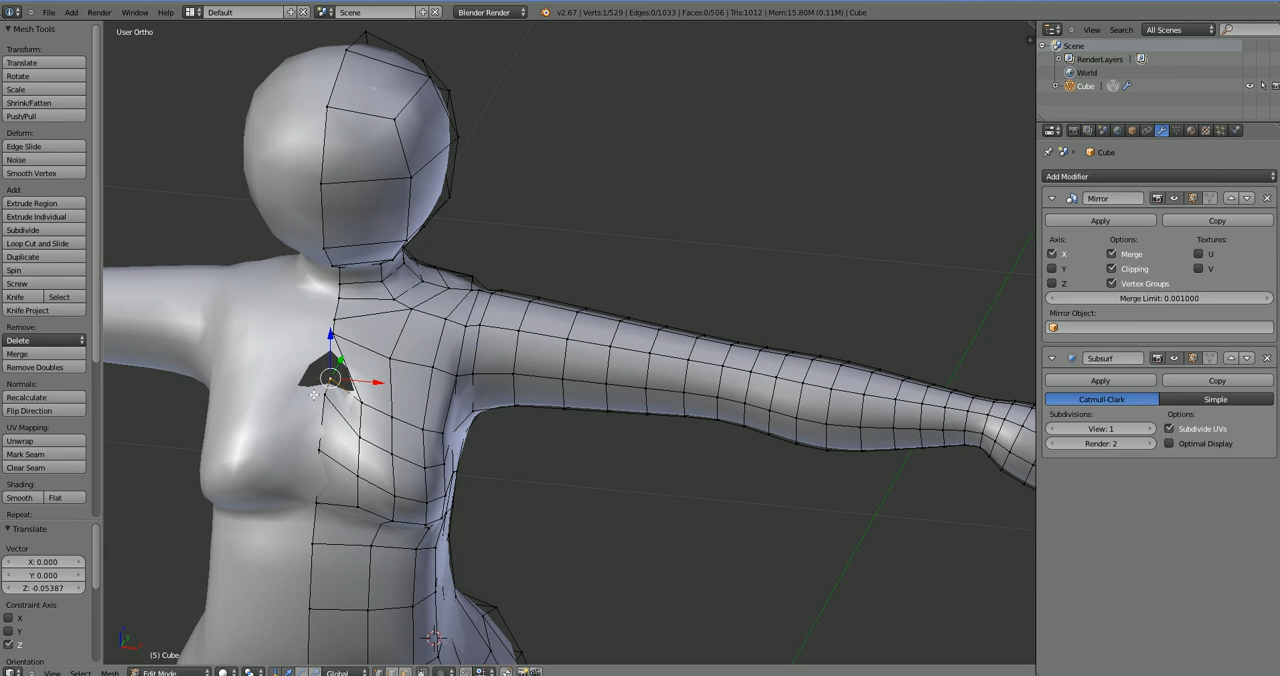 File Add Render Window Help Default Scene Blender Render v2.67 | Verts:1/529 | Edges:0/1033 | Faces:0/506 | Tris:1012 | Mem:15.80M (0.11M) | Cube
Mesh Tools
User Ortho
View Search All Scenes
Scene
RenderLayers
World
Cube
Transform:
Translate
Rotate
Scale
Shrink/Fatten
Push/Pull
Deform:
Edge Slide
Noise
Smooth Vertex
Add:
Extrude Region
Extrude Individual
Subdivide
Loop Cut and Slide
Duplicate
Spin
Screw
Knife Select
Knife Project
Remove:
Delete
Merge
Remove Doubles
Normals:
Recalculate
Flip Direction
UV Mapping:
Unwrap
Mark Seam
Clear Seam
Shading:
Smooth Flat
Repeat:
Translate
Vector
X: 0.000
Y: 0.000
Z: -0.05387
Constraint Axis
X
Y
Z
Orientation
(5) Cube
View Select Mesh Edit Mode Global
Cube
Add Modifier
Mirror
Apply Copy
Axis: Options: Textures:
X Merge U
Y Clipping V
Z Vertex Groups
Merge Limit: 0.001000
Mirror Object:
Subsurf
Apply Copy
Catmull-Clark Simple
Subdivisions: Options:
View: 1 Subdivide UVs
Render: 2 Optimal Display